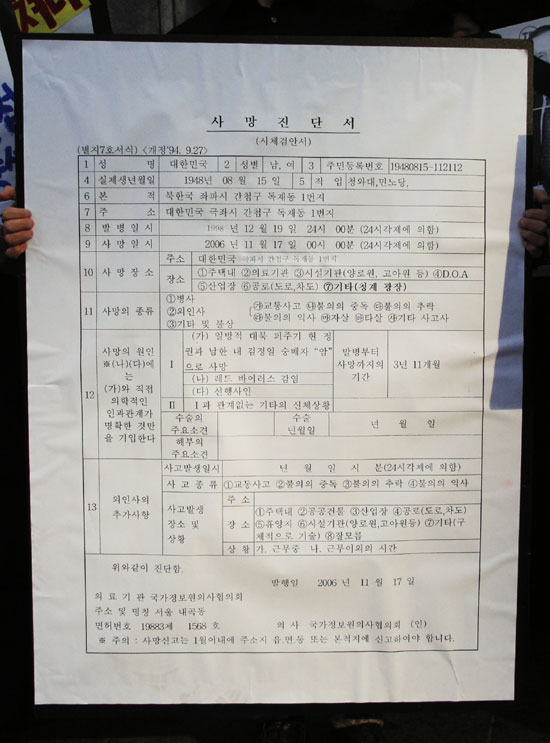 사 망 진 단 서
(시체검안서)
(별지7호서식) <개정'94. 9.27>
1 성 명 대한민국 2 성별 남, 여 3 주민등록번호 19480815-112112
4 실제생년월일 1948년 08 월 15 일 5 직 업 청와대,민노당,
6 본 적 북한국 좌파시 간첩구 독재동 1번지
7 주 소 대한민국 극좌시 간첩구 독재동 1번지
8 발 병 일 시 1998 년 12 월 19 일 24시 00분 (24시각제에 의함)
9 사 망 일 시 2006 년 11 월 17 일 00시 00분 (24시각제에 의함)
10 사 망 장 소 주소 대한민국 극좌시 간첩구 독재동 1번지
장소 ①주택내 ②의료기관 ③시설기관(양로원, 고아원 등) ④D.O.A
⑤산업장 ⑥공로(도로,차도) ⑦기타(청계 광장)
11 사망의 종류 ①병사
②외인사 ㉮교통사고 ㉯불의의 중독 ㉰불의의 추락
㉱불의의 익사 ㉲자살 ㉳타살 ㉴기타 사고사
③기타 및 불상
12 사망의 원인
※(나)(다)에
는
(가)와 직접
의학적인
인과관계가
명확한 것만
을 기입한다
I (가) 일방적 대북 퍼주기 현 정
권과 남한 내 김정일 숭배자 "암"
으로 사망
(나) 레드 바이러스 감염
(다) 선행사인
발병부터
사망까지의
기간
3년 11개월
II I 과 관계없는 기타의 신체상황
수술의
주요소견
수술
년월일
년 월 일
해부의
주요소견
13 외인사의
추가사항
사고발생일시 년 월 일 시 분(24시각제에 의함)
사 고 종 류 ①교통사고 ②불의의 중독 ③불의의 추락 ④불의의 익사
사고발생
장소 및
상황
주 소
장 소 ①주택내 ②공공건물 ③산업장 ④공로(도로,차도)
⑤휴양지 ⑥시설기관(양로원,고아원등) ⑦기타(구
체적으로 기술) ⑧잘모름
상 황 가. 근무중 나. 근무이외의 시간
위와같이 진단함.
발행일 2006 년 11 월 17 일
의 료 기 관 국가정보원의사협의회
주소 및 명칭 서울 내곡동
면허번호 19883제 1568 호 의 사 국가정보원의사협의회 (인)
※ 주의 : 사망신고는 1월이내에 주소지 읍.면.동 또는 본적지에 신고하여야 합니다.